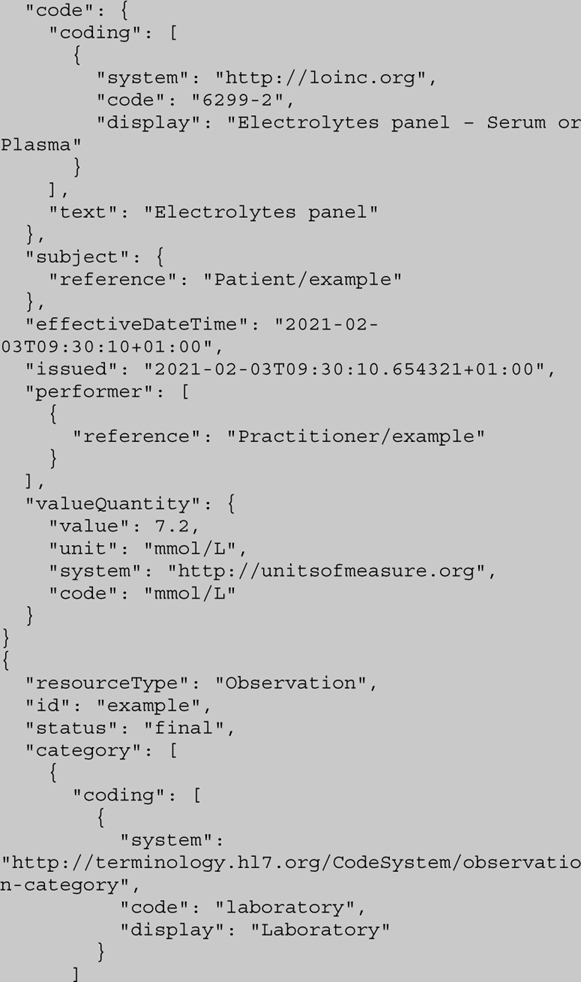 "code": {
    "coding": [
      {
        "system": "http://loinc.org",
        "code": "6299-2",
        "display": "Electrolytes panel – Serum or
Plasma"
      }
    ],
    "text": "Electrolytes panel"
  },
  "subject": {
    "reference": "Patient/example"
  },
  "effectiveDateTime": "2021-02-
03T09:30:10+01:00",
  "issued": "2021-02-03T09:30:10.654321+01:00",
  "performer": [
    {
      "reference": "Practitioner/example"
    }
  ],
  "valueQuantity": {
    "value": 7.2,
    "unit": "mmol/L",
    "system": "http://unitsofmeasure.org",
    "code": "mmol/L"
  }
}
{
  "resourceType": "Observation",
  "id": "example",
  "status": "final",
  "category": [
    {
      "coding": [
        {
          "system":
"http://terminology.hl7.org/CodeSystem/observatio
n-category",
          "code": "laboratory",
          "display": "Laboratory"
        }
      ]